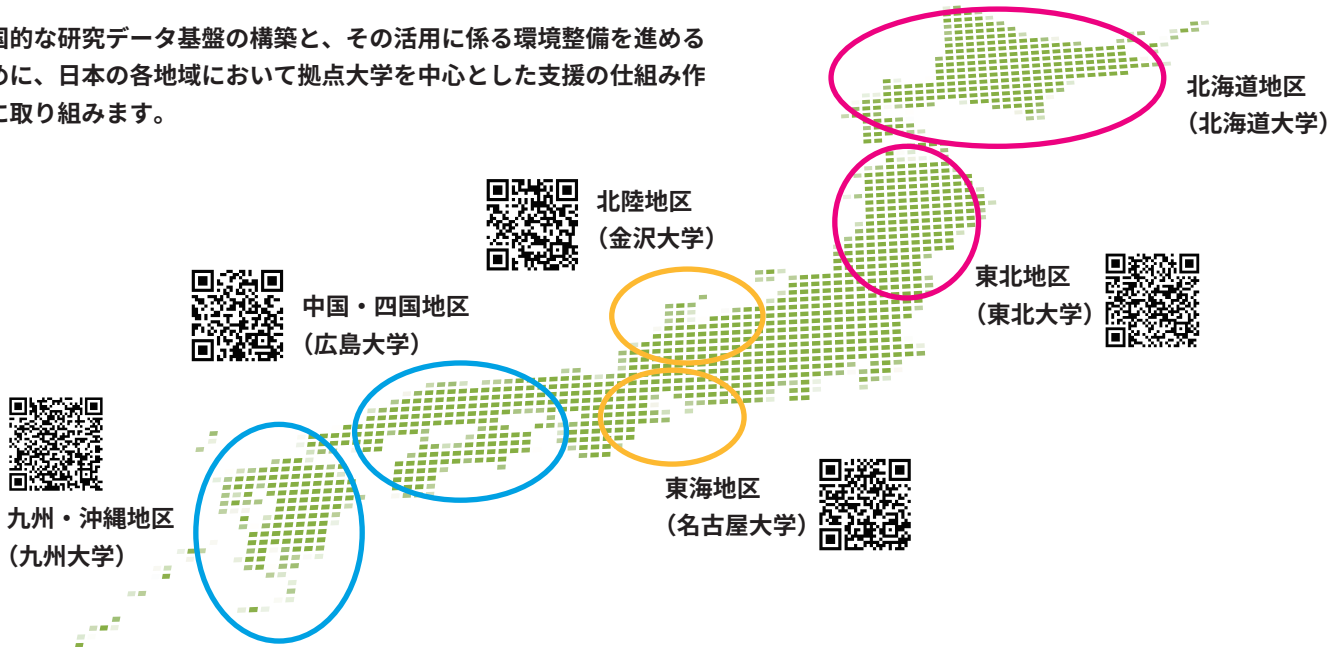 国的な研究データ基盤の構築と、その活用に係る環境整備を進める
めに、日本の各地域において拠点大学を中心とした支援の仕組み作
に取り組みます。
北海道地区
（北海道大学）
北陸地区
（金沢大学）
東北地区
（東北大学）
中国・四国地区
（広島大学）
東海地区
（名古屋大学）
九州・沖縄地区
（九州大学）